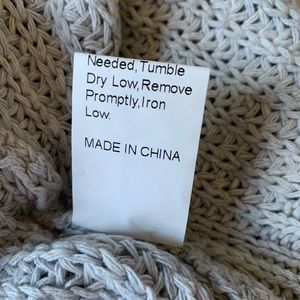 Needed,Tumble
Dry Low,Remove
Promptly,Iron
Low.
MADE IN CHINA